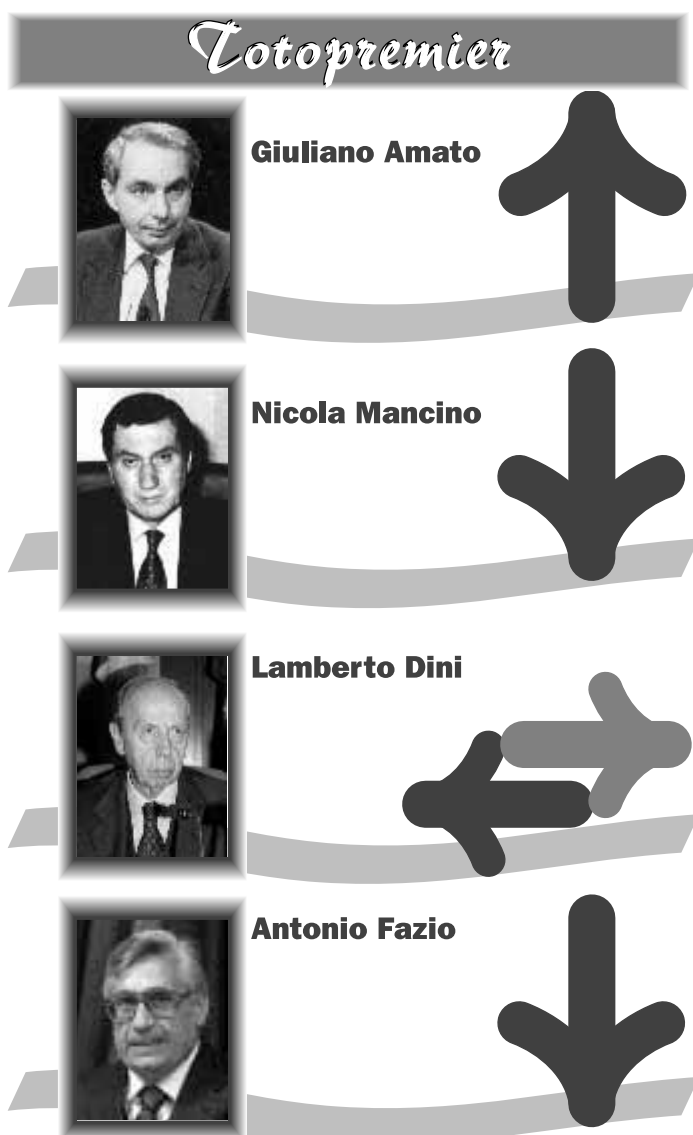 Totopremier
Giuliano Amato
Nicola Mancino
Lamberto Dini
Antonio Fazio